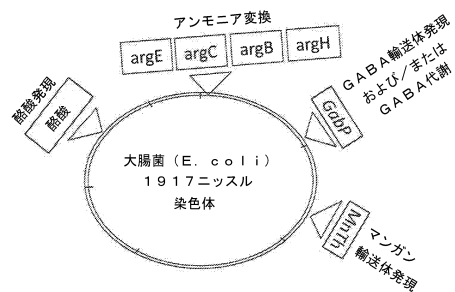 アンモニア変換
argE argC argB argH
酪酸発現
酪酸
GabP
GABA輸送体発現
および/または
GABA代謝
大腸菌(E. coli)
1917ニッスル
染色体
MnTh
マンガン
輸送体発現